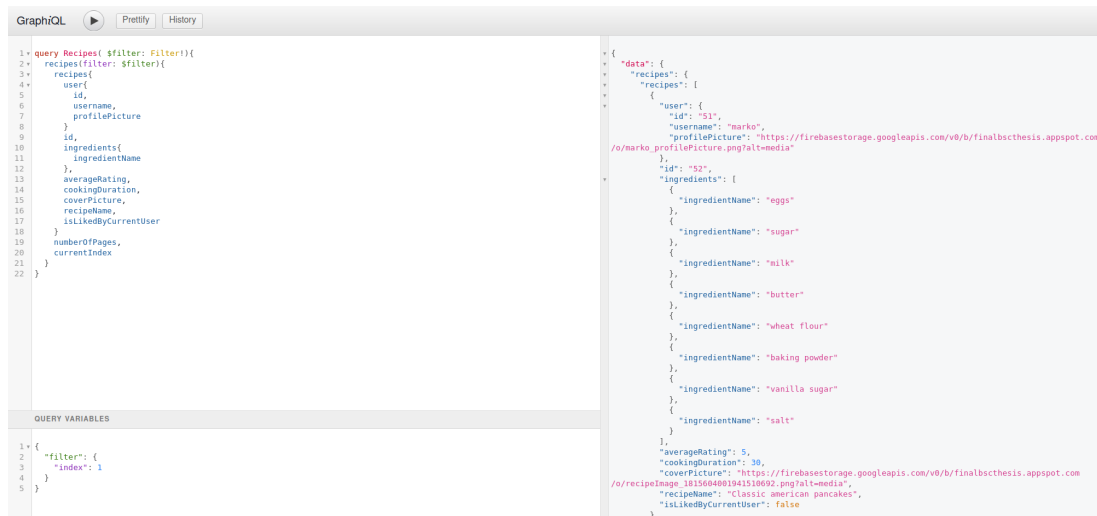 GraphiQL Prettify History
1 query Recipes( $filter: Filter!){
2 recipes(filter: $filter){
3 recipes{
4 user{
5 id,
6 username,
7 profilePicture
8 }
9 id,
10 ingredients{
11 ingredientName
12 },
13 averageRating,
14 cookingDuration,
15 coverPicture,
16 recipeName,
17 isLikedByCurrentUser
18 }
19 numberOfPages,
20 currentIndex
21 }
22 }
QUERY VARIABLES
1 {
2 "filter": {
3 "index": 1
4 }
5 }
{
"data": {
"recipes": {
"recipes": [
{
"user": {
"id": "51",
"username": "marko",
"profilePicture": "https://firebasestorage.googleapis.com/v0/b/finalbscthesis.appspot.com
/o/marko_profilePicture.png?alt=media"
},
"id": "52",
"ingredients": [
{
"ingredientName": "eggs"
},
{
"ingredientName": "sugar"
},
{
"ingredientName": "milk"
},
{
"ingredientName": "butter"
},
{
"ingredientName": "wheat flour"
},
{
"ingredientName": "baking powder"
},
{
"ingredientName": "vanilla sugar"
},
{
"ingredientName": "salt"
}
],
"averageRating": 5,
"cookingDuration": 30,
"coverPicture": "https://firebasestorage.googleapis.com/v0/b/finalbscthesis.appspot.com
/o/recipeImage_1815604001941510692.png?alt=media",
"recipeName": "Classic american pancakes",
"isLikedByCurrentUser": false
}